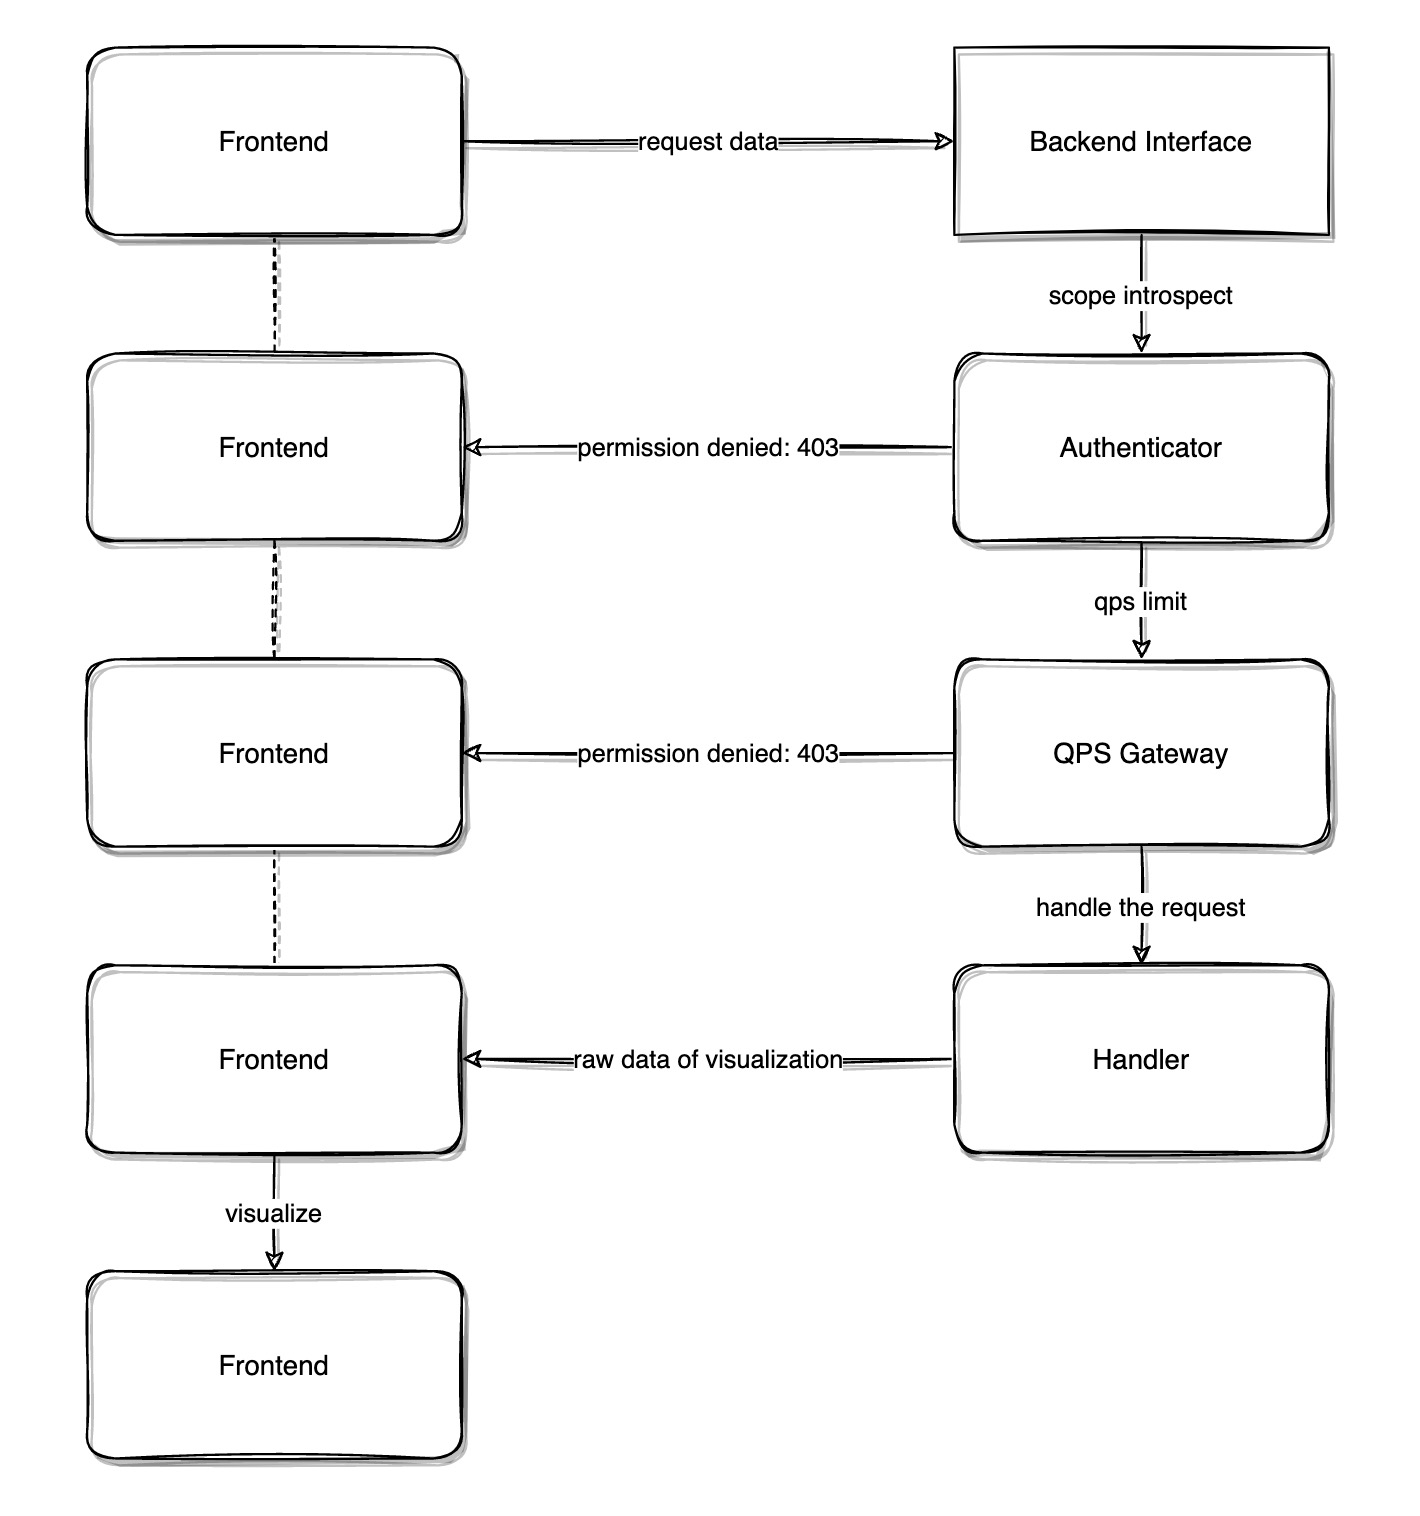 Frontend
request data
Backend Interface
scope introspect
Frontend
permission denied: 403
Authenticator
qps limit
Frontend
permission denied: 403
QPS Gateway
handle the request
Frontend
raw data of visualization
Handler
visualize
Frontend